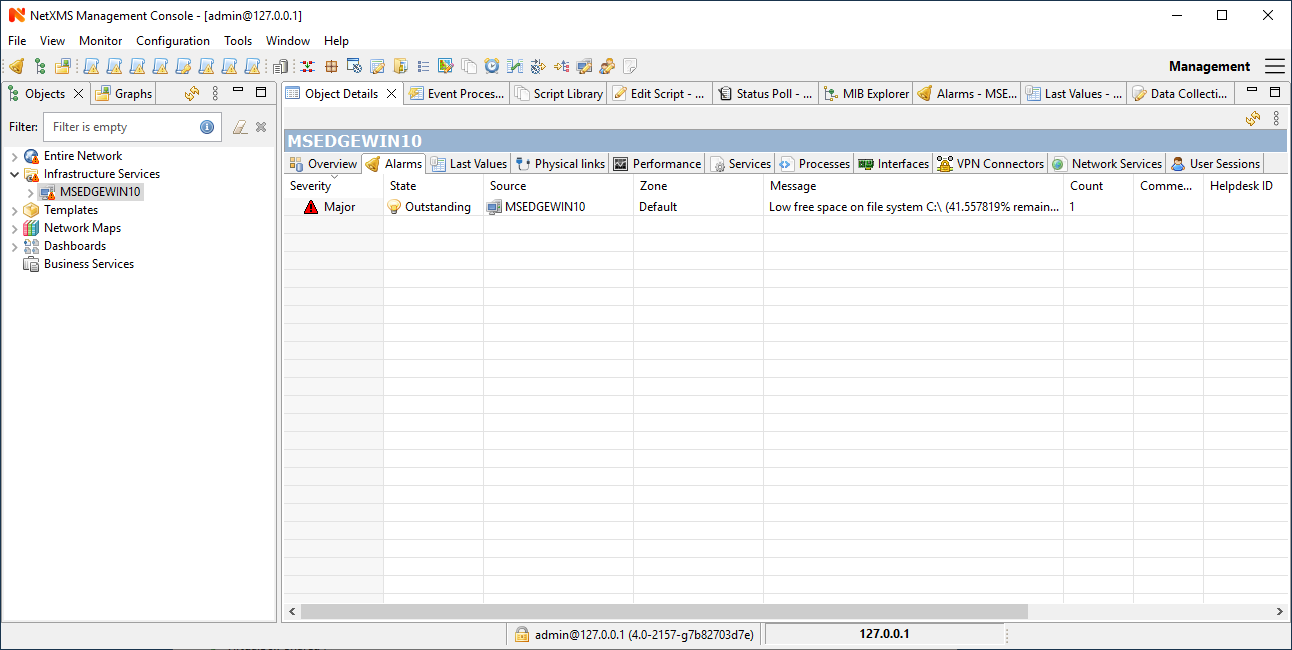 NetXMS Management Console - [admin@127.0.0.1]
File View Monitor Configuration Tools Window Help
Management
Objects Graphs
Object Details Event Proces... Script Library Edit Script - ... Status Poll - ... MIB Explorer Alarms - MSE... Last Values - ... Data Collecti...
Filter: Filter is empty
MSEDGEWIN10
Overview Alarms Last Values Physical links Performance Services Processes Interfaces VPN Connectors Network Services User Sessions
Entire Network
Infrastructure Services
MSEDGEWIN10
Templates
Network Maps
Dashboards
Business Services
Severity State Source Zone Message Count Comme... Helpdesk ID
Major Outstanding MSEDGEWIN10 Default Low free space on file system C:\ (41.557819% remain... 1
admin@127.0.0.1 (4.0-2157-g7b82703d7e) 127.0.0.1